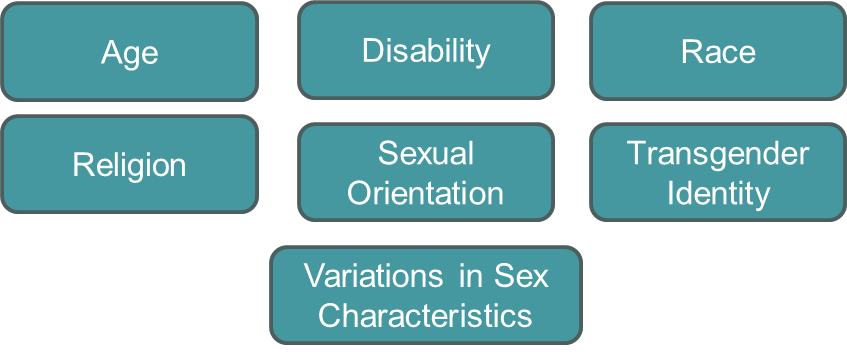 Age
Disability
Race
Religion
Sexual
Orientation
Transgender
Identity
Variations in Sex
Characteristics